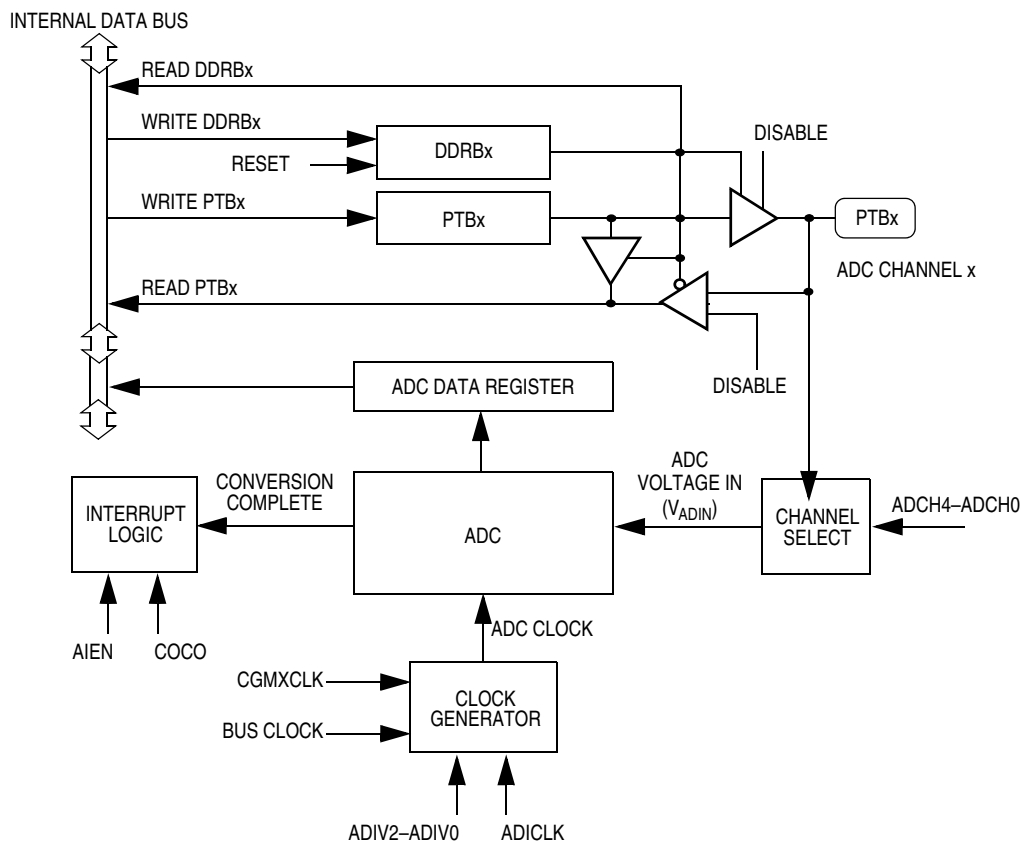 INTERNAL DATA BUS
READ DDRBx
WRITE DDRBx
RESET
DDRBx
DISABLE
WRITE PTBx
PTBx
PTBx
ADC CHANNEL x
READ PTBx
DISABLE
ADC DATA REGISTER
INTERRUPT
LOGIC
CONVERSION
COMPLETE
ADC
ADC
VOLTAGE IN
(VADIN)
CHANNEL
SELECT
ADCH4–ADCH0
AIEN
COCO
ADC CLOCK
CGMXCLK
BUS CLOCK
CLOCK
GENERATOR
ADIV2–ADIV0
ADICLK